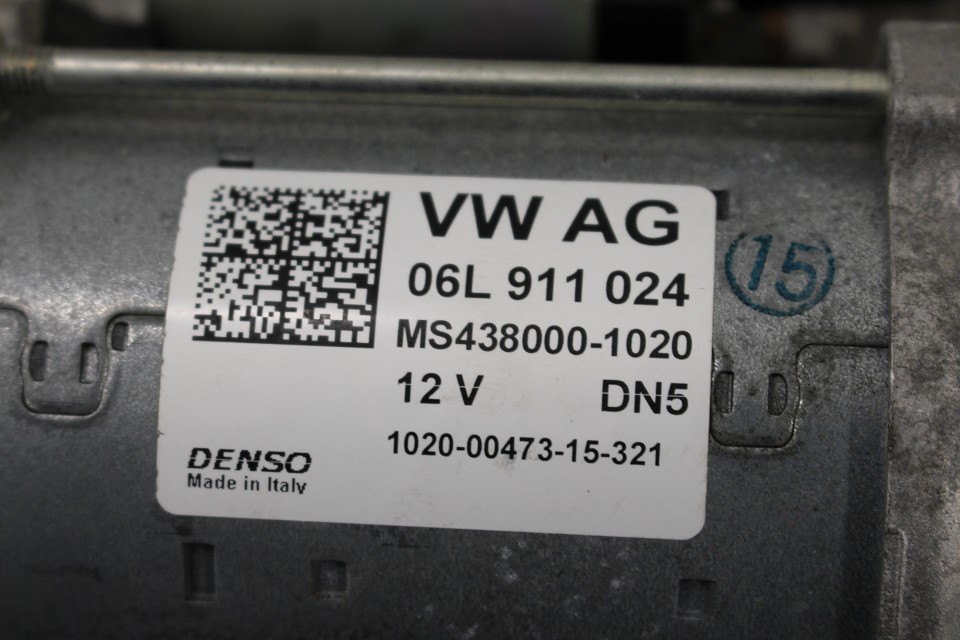 VW AG
06L 911 024
MS438000-1020
12 V DN5
1020-00473-15-321
DENSO
Made in Italy
15